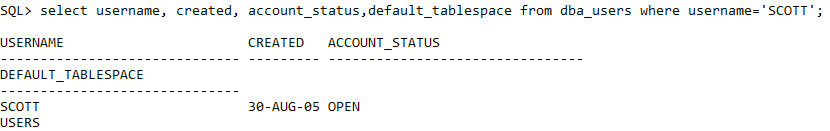 SQL> select username, created, account_status,default_tablespace from dba_users where username='SCOTT';
USERNAME                       CREATED   ACCOUNT_STATUS
------------------------------ --------- --------------------------------
DEFAULT_TABLESPACE
------------------------------
SCOTT                          30-AUG-05 OPEN
USERS